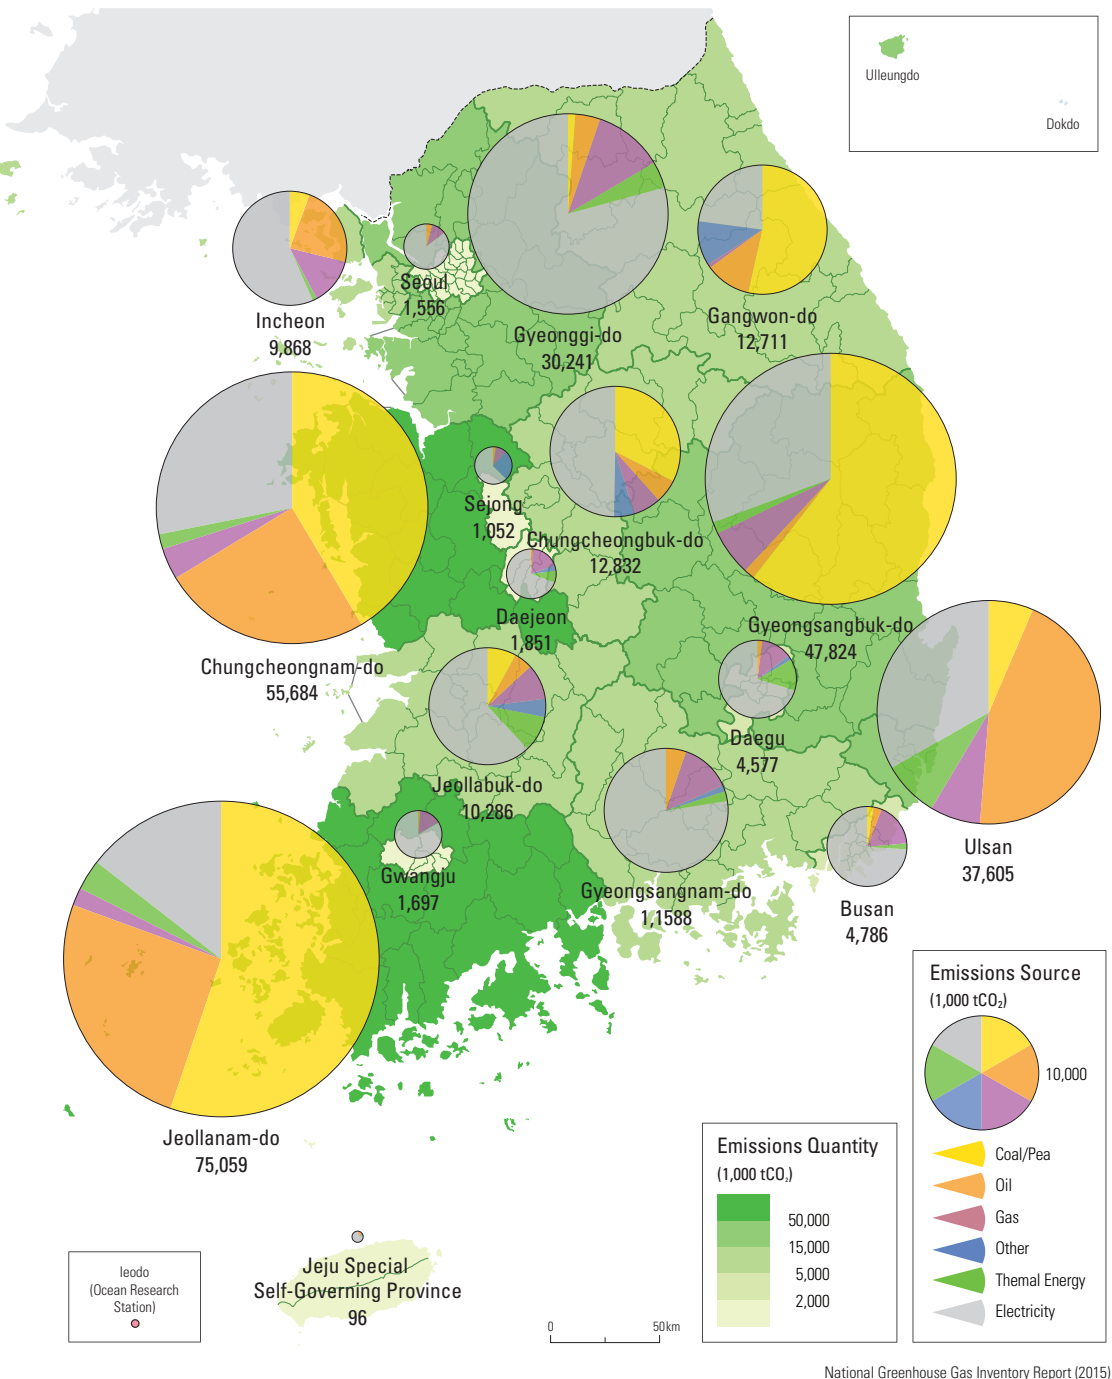 Ulleungdo
Dokdo
Incheon
9,868
Seoul
1,556
Gyeonggi-do
30,241
Gangwon-do
12,711
Chungcheongnam-do
55,684
Sejong
1,052
Chungcheongbuk-do
12,832
Daejeon
1,851
Gyeongsangbuk-do
47,824
Daegu
4,577
Jeollabuk-do
10,286
Gwangju
1,697
Gyeongsangnam-do
1,1588
Ulsan
37,605
Busan
4,786
Jeollanam-do
75,059
Jeju Special
Self-Governing Province
96
Ieodo
(Ocean Research
Station)
0 50km
Emissions Quantity
(1,000 tCO₂)
50,000
15,000
5,000
2,000
Emissions Source
(1,000 tCO₂)
10,000
Coal/Pea
Oil
Gas
Other
Themal Energy
Electricity
National Greenhouse Gas Inventory Report (2015)